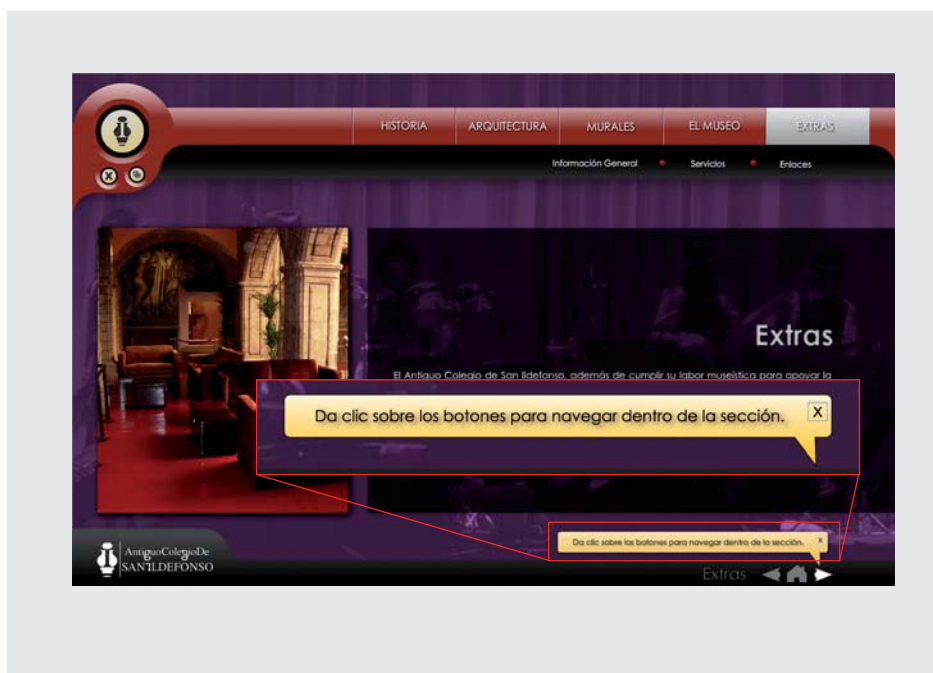 HISTORIA ARQUITECTURA MURALES EL MUSEO EXTRAS
Información General Servicios Enlaces
Extras
El Antiguo Colegio de San Ildefonso, además de cumplir su labor museística para apoyar la
Da clic sobre los botones para navegar dentro de la sección. X
Da clic sobre los botones para navegar dentro de la sección. x
AntiguoColegioDe
SANILDEFONSO
Extras